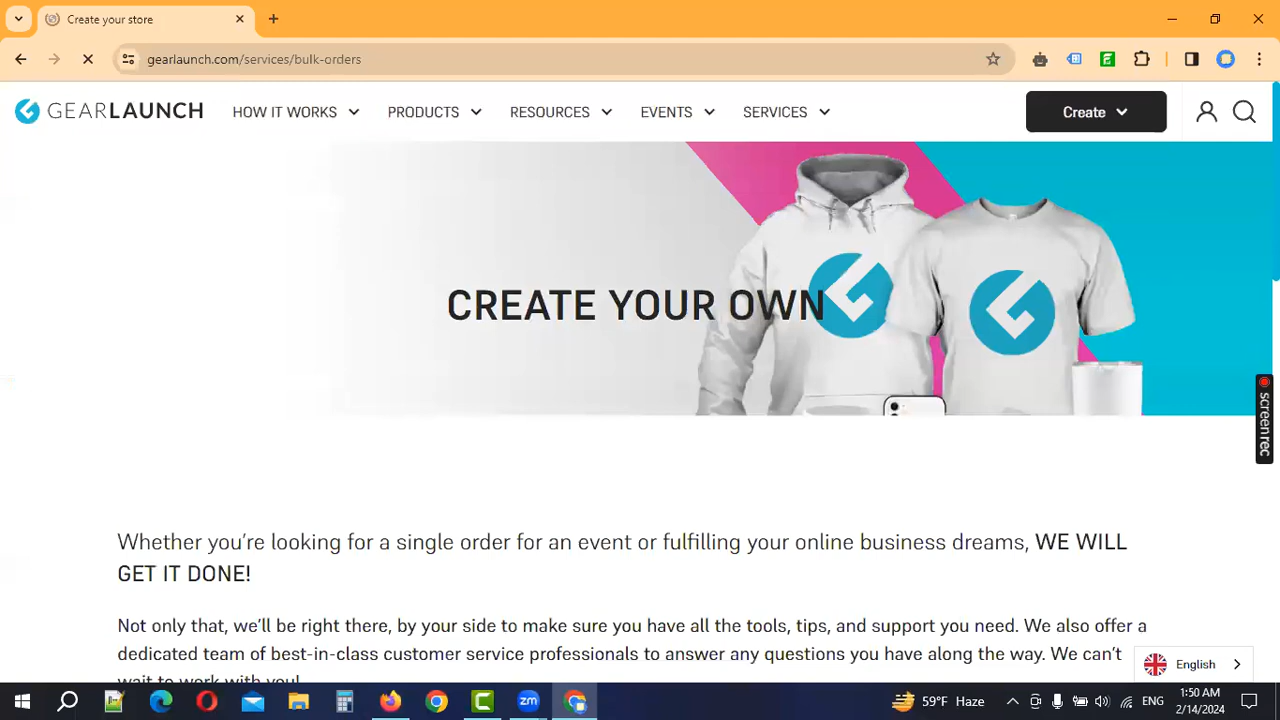 Create your store
gearlaunch.com/services/bulk-orders
GEARLAUNCH HOW IT WORKS PRODUCTS RESOURCES EVENTS SERVICES Create
CREATE YOUR OWN
screenrec
Whether you're looking for a single order for an event or fulfilling your online business dreams, WE WILL
GET IT DONE!
Not only that, we'll be right there, by your side to make sure you have all the tools, tips, and support you need. We also offer a
dedicated team of best-in-class customer service professionals to answer any questions you have along the way. We can't
wait to work with you!
English
59°F Haze ENG 1:50 AM
2/14/2024